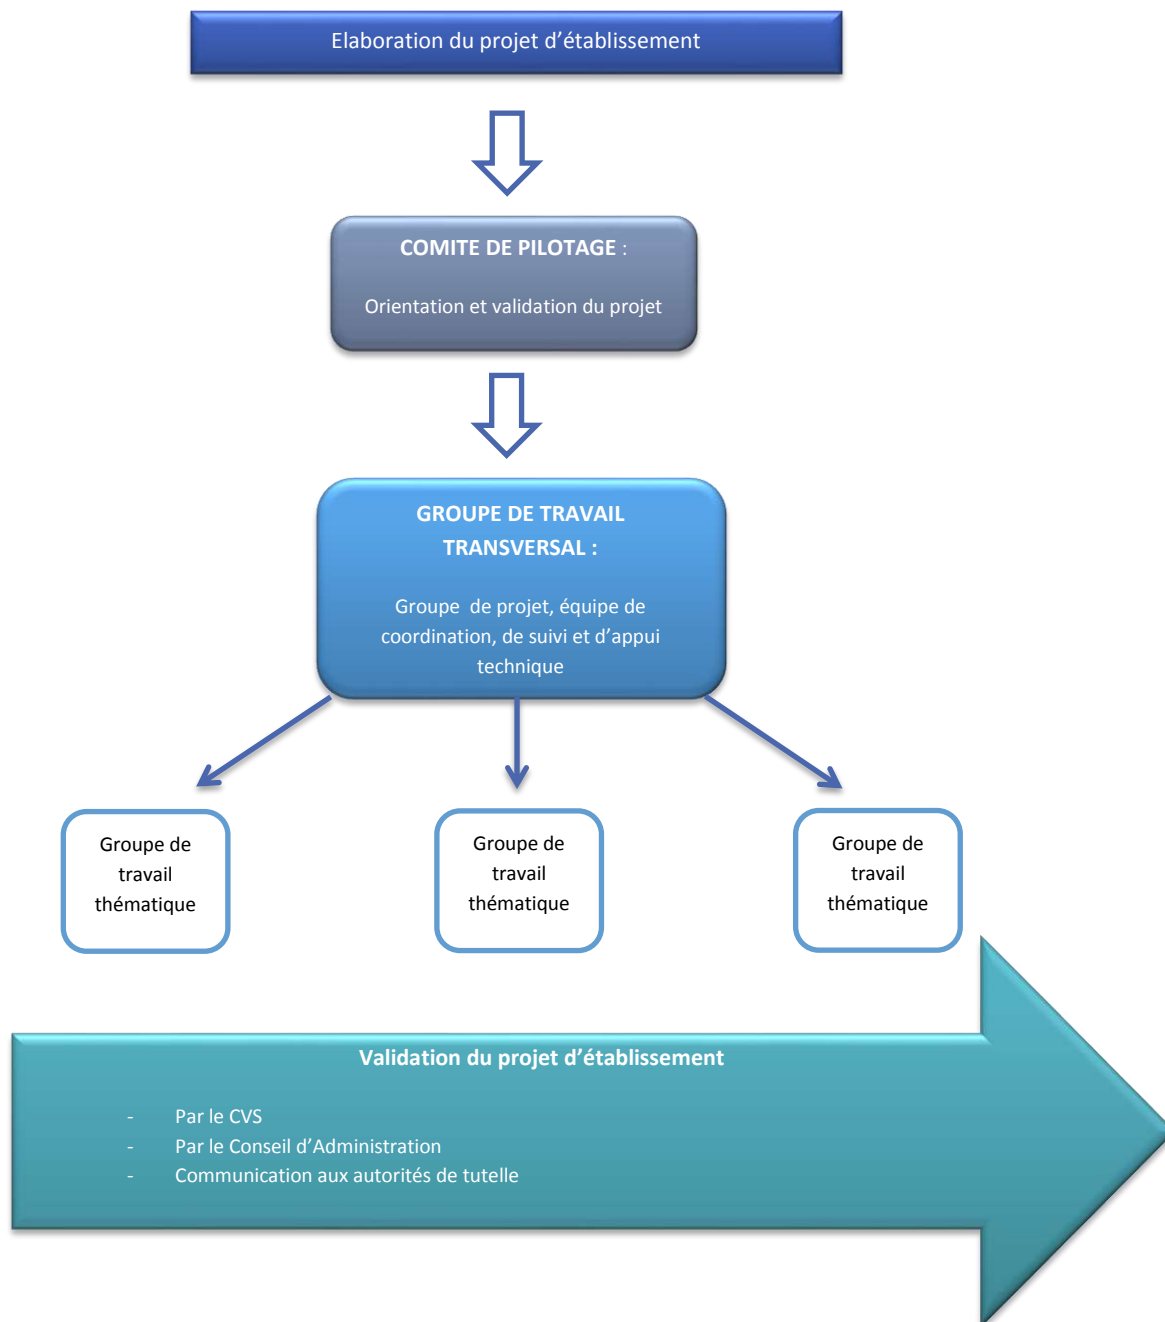 Elaboration du projet d’établissement
COMITE DE PILOTAGE :
Orientation et validation du projet
GROUPE DE TRAVAIL
TRANSVERSAL :
Groupe de projet, équipe de
coordination, de suivi et d’appui
technique
Groupe de
travail
thématique
Groupe de
travail
thématique
Groupe de
travail
thématique
Validation du projet d’établissement
- Par le CVS
- Par le Conseil d’Administration
- Communication aux autorités de tutelle